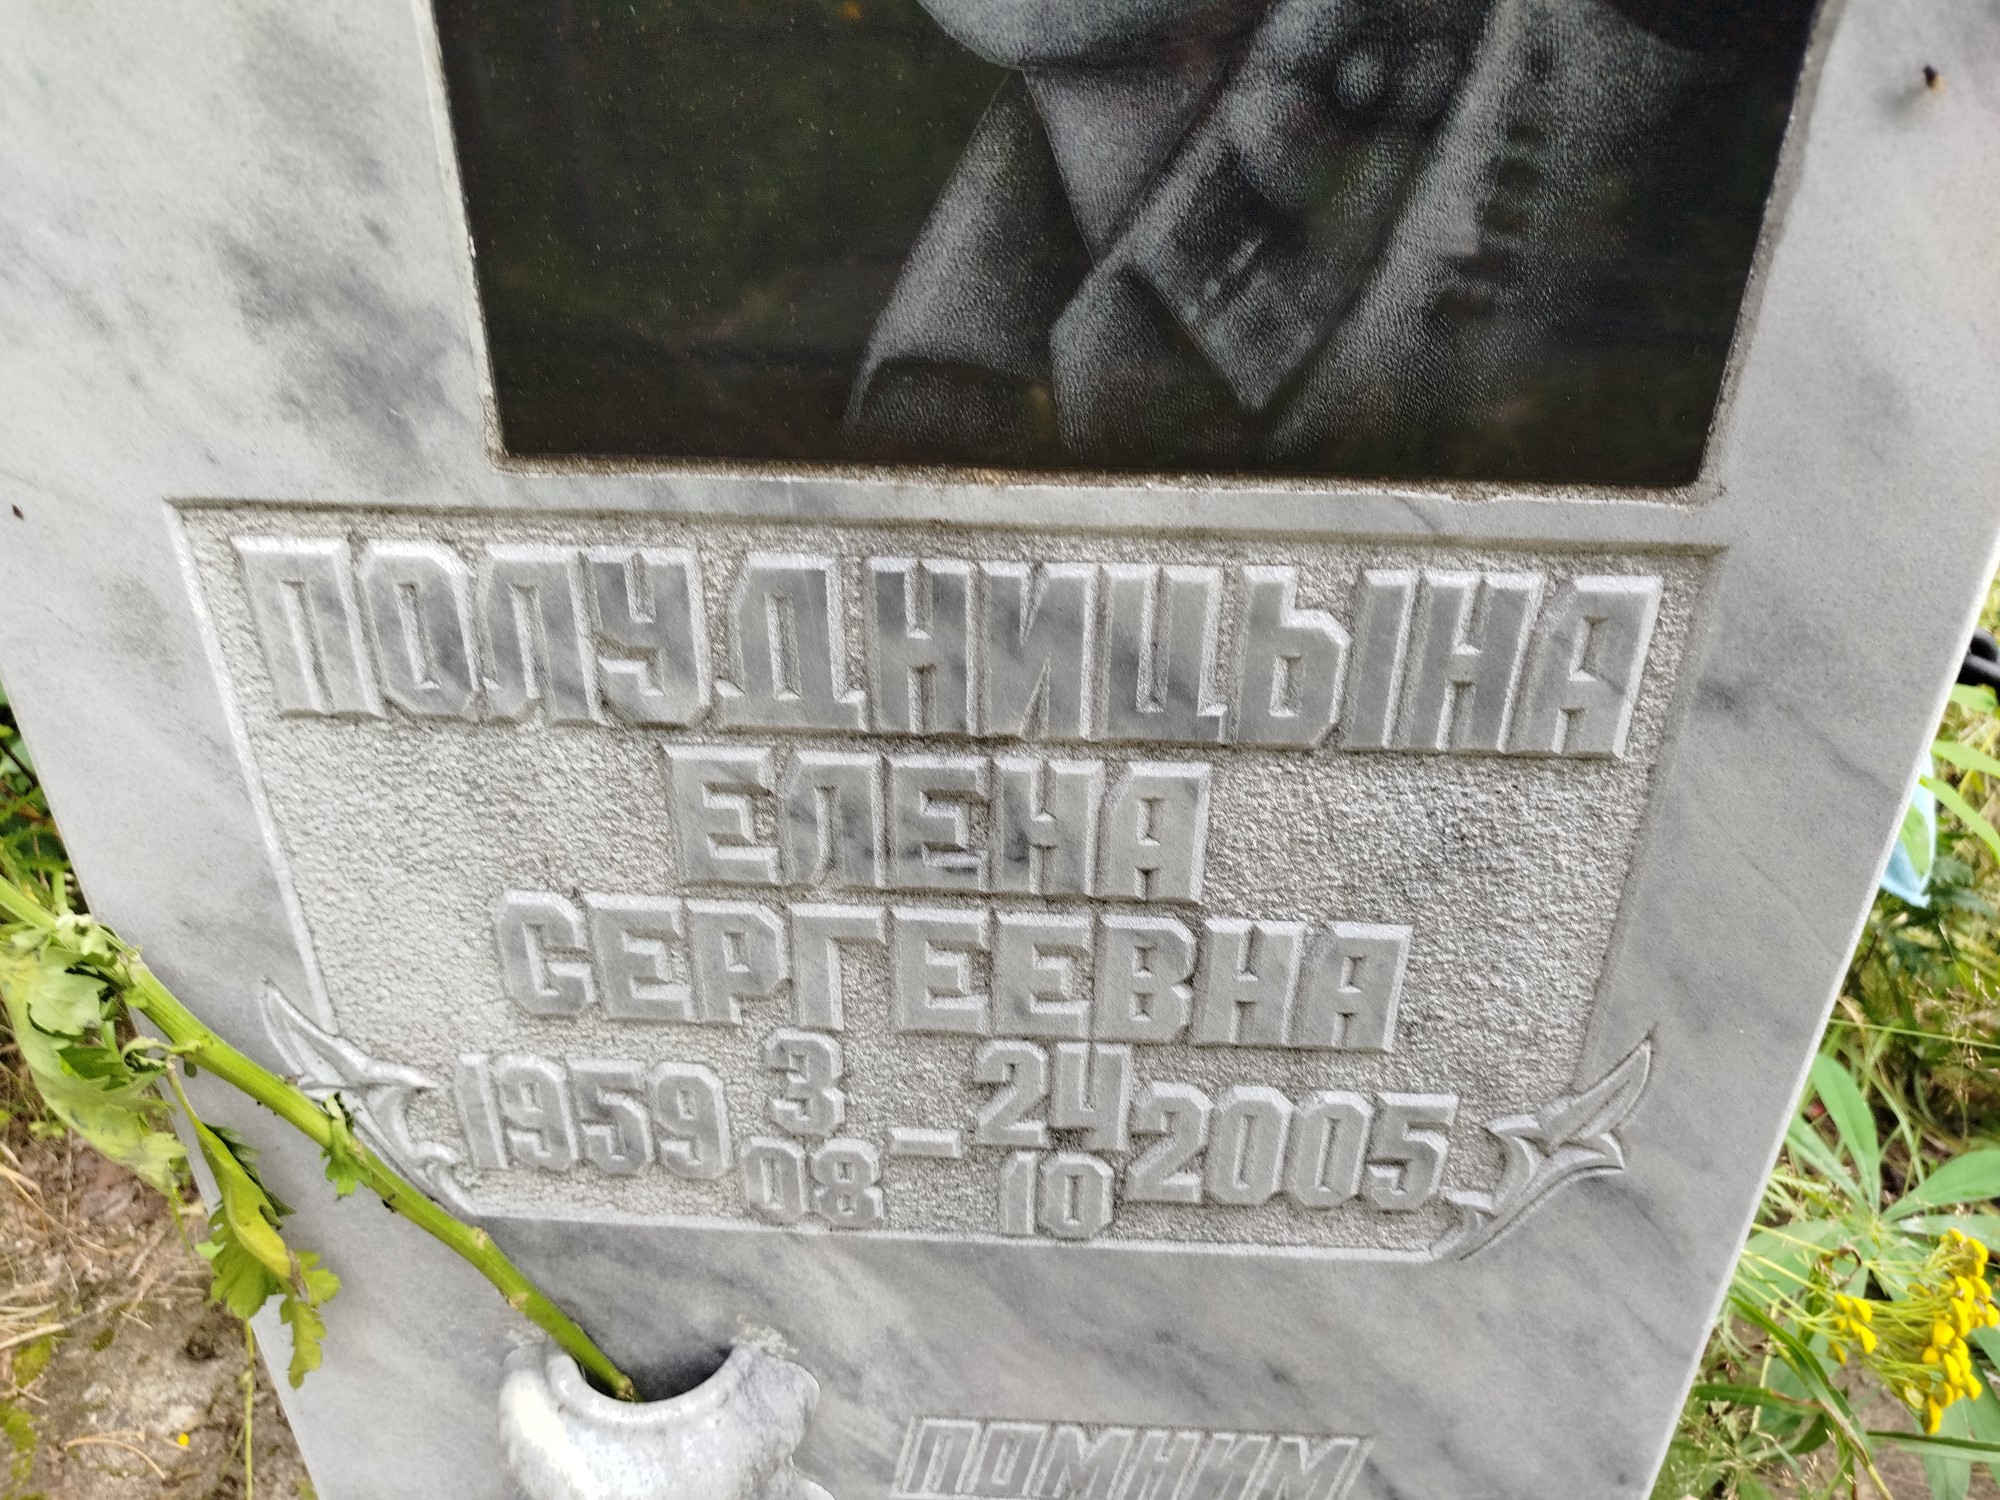 ПОЛУДНИЦЫНА
ЕЛЕНА
СЕРГЕЕВНА
1959 3/08 – 24/10 2005
ПОМНИМ